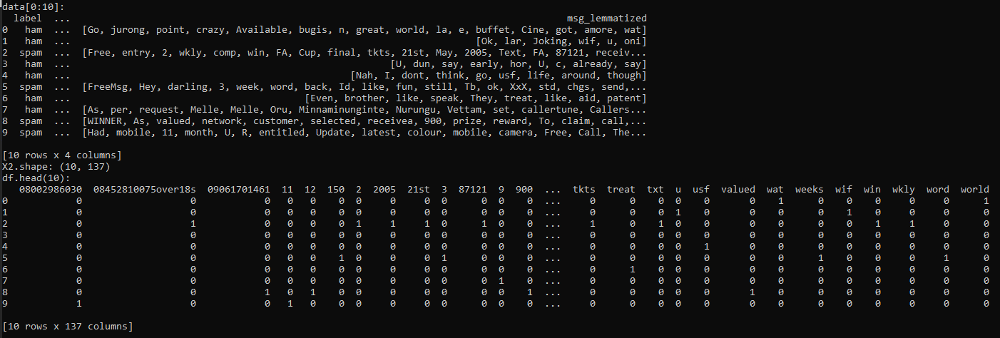 data[0:10]:
label ... msg_lemmatized
0 ham ... [Go, jurong, point, crazy, Available, bugis, n, great, world, la, e, buffet, Cine, got, amore, wat]
1 ham ... [Ok, lar, Joking, wif, u, oni]
2 spam ... [Free, entry, 2, wkly, comp, win, FA, Cup, final, tkts, 21st, May, 2005, Text, FA, 87121, receiv...
3 ham ... [U, dun, say, early, hor, U, c, already, say]
4 ham ... [Nah, I, dont, think, go, usf, life, around, though]
5 spam ... [FreeMsg, Hey, darling, 3, week, word, back, Id, like, fun, still, Tb, ok, XxX, std, chgs, send,...
6 ham ... [Even, brother, like, speak, They, treat, like, aid, patent]
7 ham ... [As, per, request, Melle, Melle, Oru, Minnaminunginte, Nurungu, Vettam, set, callertune, Callers...
8 spam ... [WINNER, As, valued, network, customer, selected, receivea, 900, prize, reward, To, claim, call,...
9 spam ... [Had, mobile, 11, month, U, R, entitled, Update, latest, colour, mobile, camera, Free, Call, The...
[10 rows x 4 columns]
X2.shape: (10, 137)
df.head(10):
08002986030 08452810075over18s 09061701461 11 12 150 2 2005 21st 3 87121 9 900 ... tkts treat txt u usf valued wat weeks wif win wkly word world
0 0 0 0 0 0 0 0 0 0 0 0 0 0 ... 0 0 0 0 0 0 1 0 0 0 0 0 1
1 0 0 0 0 0 0 0 0 0 0 0 0 0 ... 0 0 0 1 0 0 0 0 1 0 0 0 0
2 0 1 0 0 0 0 1 1 1 0 1 0 0 ... 1 0 1 0 0 0 0 0 0 1 1 0 0
3 0 0 0 0 0 0 0 0 0 0 0 0 0 ... 0 0 0 0 0 0 0 0 0 0 0 0 0
4 0 0 0 0 0 0 0 0 0 0 0 0 0 ... 0 0 0 0 1 0 0 0 0 0 0 0 0
5 0 0 0 0 0 1 0 0 0 1 0 0 0 ... 0 0 0 0 0 0 0 1 0 0 0 1 0
6 0 0 0 0 0 0 0 0 0 0 0 0 0 ... 0 1 0 0 0 0 0 0 0 0 0 0 0
7 0 0 0 0 0 0 0 0 0 0 0 1 0 ... 0 0 0 0 0 0 0 0 0 0 0 0 0
8 0 0 1 0 1 0 0 0 0 0 0 0 1 ... 0 0 0 0 0 1 0 0 0 0 0 0 0
9 1 0 0 1 0 0 0 0 0 0 0 0 0 ... 0 0 0 0 0 0 0 0 0 0 0 0 0
[10 rows x 137 columns]